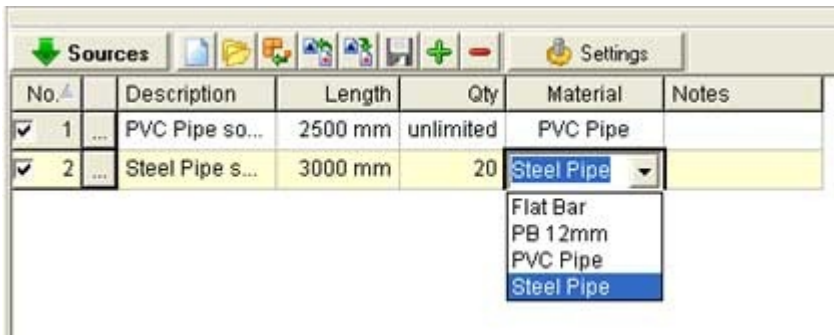 Sources Settings
No. Description Length Qty Material Notes
1 ... PVC Pipe so... 2500 mm unlimited PVC Pipe
2 ... Steel Pipe s... 3000 mm 20 Steel Pipe
Flat Bar
PB 12mm
PVC Pipe
Steel Pipe